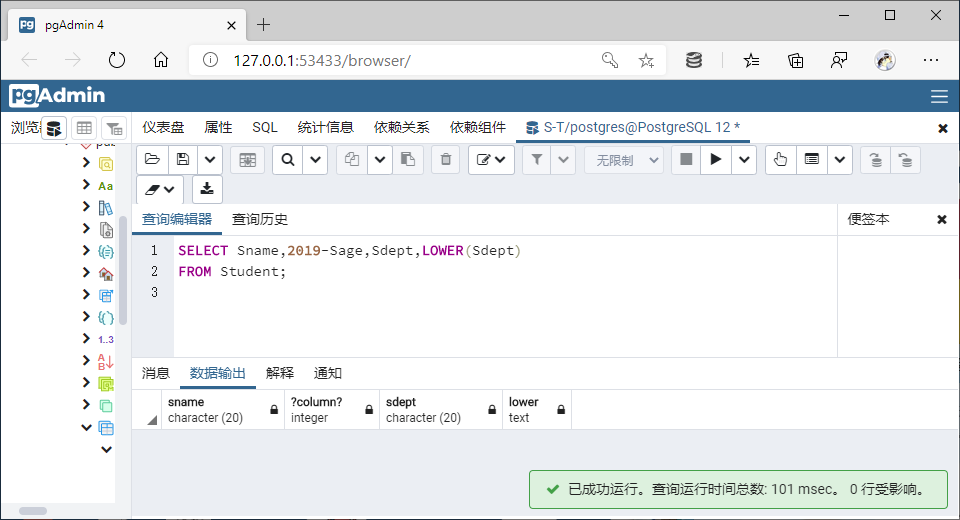 pgAdmin 4
127.0.0.1:53433/browser/
pgAdmin
浏览器 仪表盘 属性 SQL 统计信息 依赖关系 依赖组件 S-T/postgres@PostgreSQL 12 *
无限制
查询编辑器 查询历史 便签本
1 SELECT Sname,2019-Sage,Sdept,LOWER(Sdept)
2 FROM Student;
3
Aa
1..3
消息 数据输出 解释 通知
sname ?column? sdept lower
character (20) integer character (20) text
已成功运行。查询运行时间总数: 101 msec。 0 行受影响。